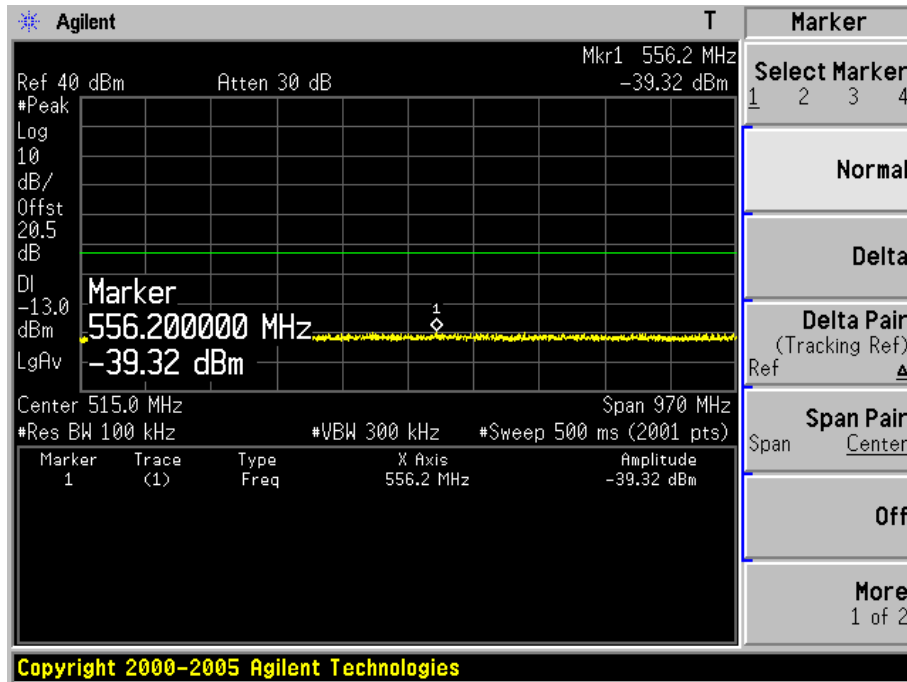 Agilent T
Marker
Mkr1 556.2 MHz
Ref 40 dBm Atten 30 dB -39.32 dBm
#Peak
Log
10
dB/
Offst
20.5
dB
DI
-13.0
dBm
LgAv
Marker
556.200000 MHz
-39.32 dBm
1
Center 515.0 MHz Span 970 MHz
#Res BW 100 kHz #VBW 300 kHz #Sweep 500 ms (2001 pts)
Marker Trace Type X Axis Amplitude
1 (1) Freq 556.2 MHz -39.32 dBm
Select Marker
1 2 3 4
Normal
Delta
Delta Pair
(Tracking Ref)
Ref Δ
Span Pair
Span Center
Off
More
1 of 2
Copyright 2000-2005 Agilent Technologies